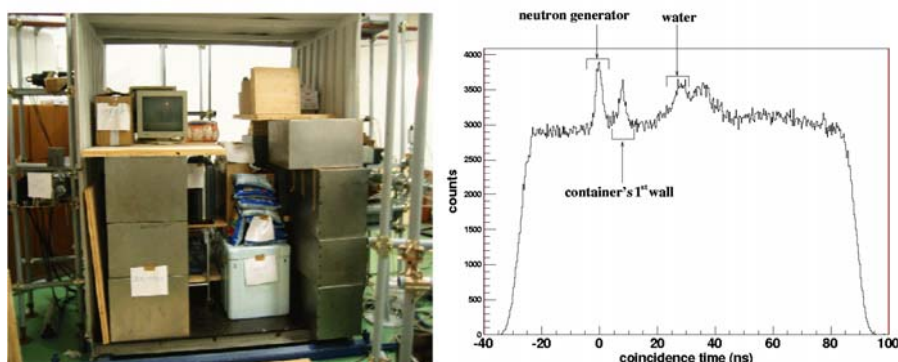 neutron generator water
4000
3500
3000
2500
2000
1500
1000
500
0
counts
container's 1st wall
-40 -20 0 20 40 60 80 100
coincidence time (ns)